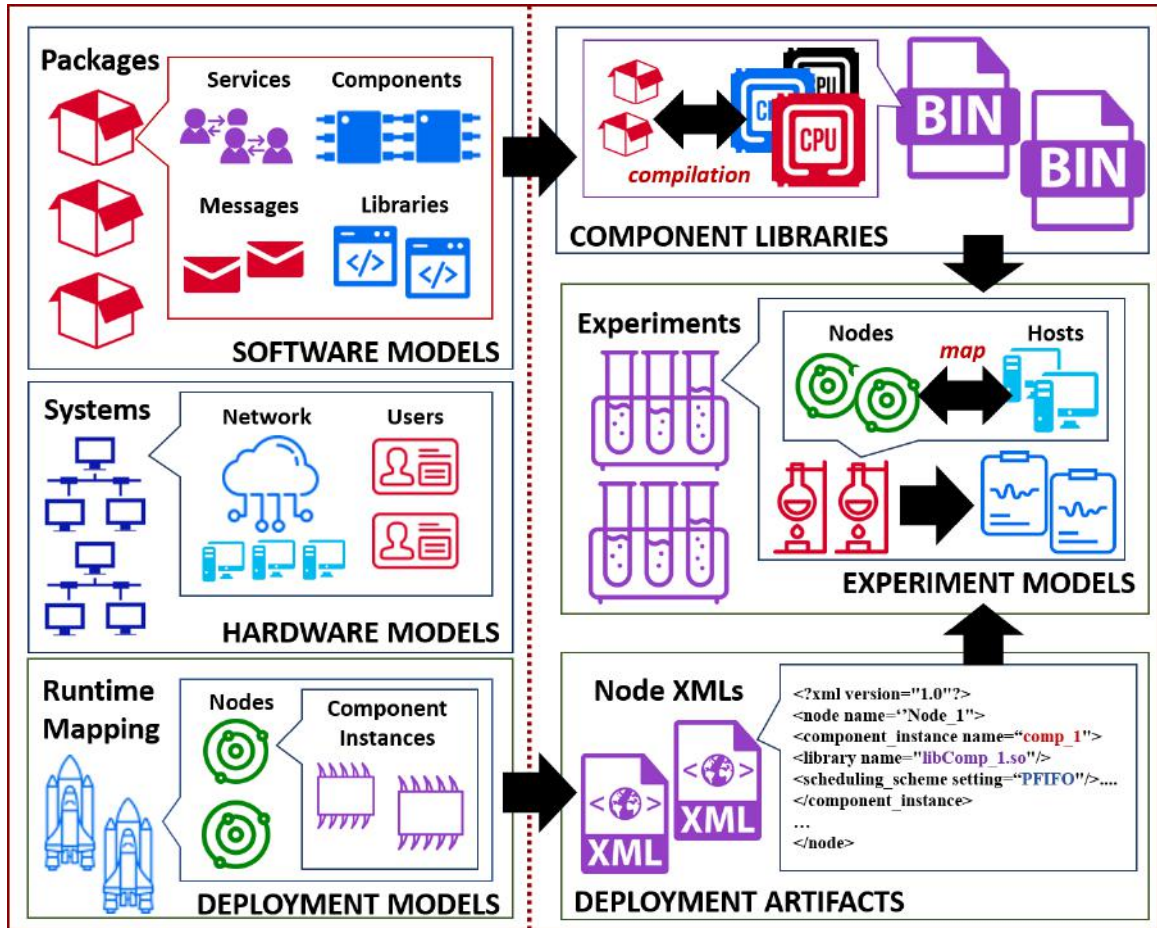 Packages
Services
Components
Messages
Libraries
</>
</>
SOFTWARE MODELS
Systems
Network
Users
HARDWARE MODELS
Runtime
Mapping
Nodes
Component
Instances
DEPLOYMENT MODELS
compilation
CPU
CPU
CPU
BIN
BIN
COMPONENT LIBRARIES
Experiments
Nodes
map
Hosts
EXPERIMENT MODELS
Node XMLs
< >
XML
< >
XML
<?xml version="1.0"?>
<node name=‘’Node_1">
<component_instance name=“comp_1">
<library name="libComp_1.so"/>
<scheduling_scheme setting=“PFIFO"/>....
</component_instance>
...
</node>
DEPLOYMENT ARTIFACTS